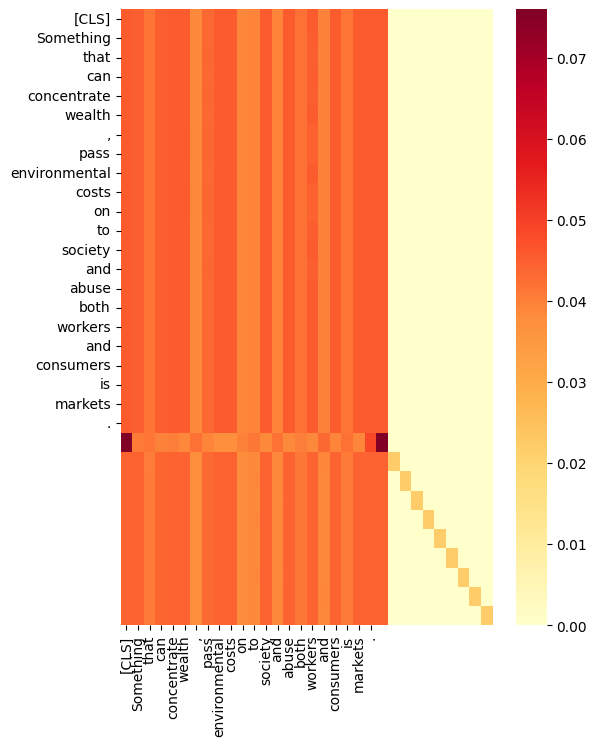 [CLS]
Something
that
can
concentrate
wealth
,
pass
environmental
costs
on
to
society
and
abuse
both
workers
and
consumers
is
markets
.
[CLS]
Something
that
can
concentrate
wealth
,
pass
environmental
costs
on
to
society
and
abuse
both
workers
and
consumers
is
markets
.
0.07
0.06
0.05
0.04
0.03
0.02
0.01
0.00